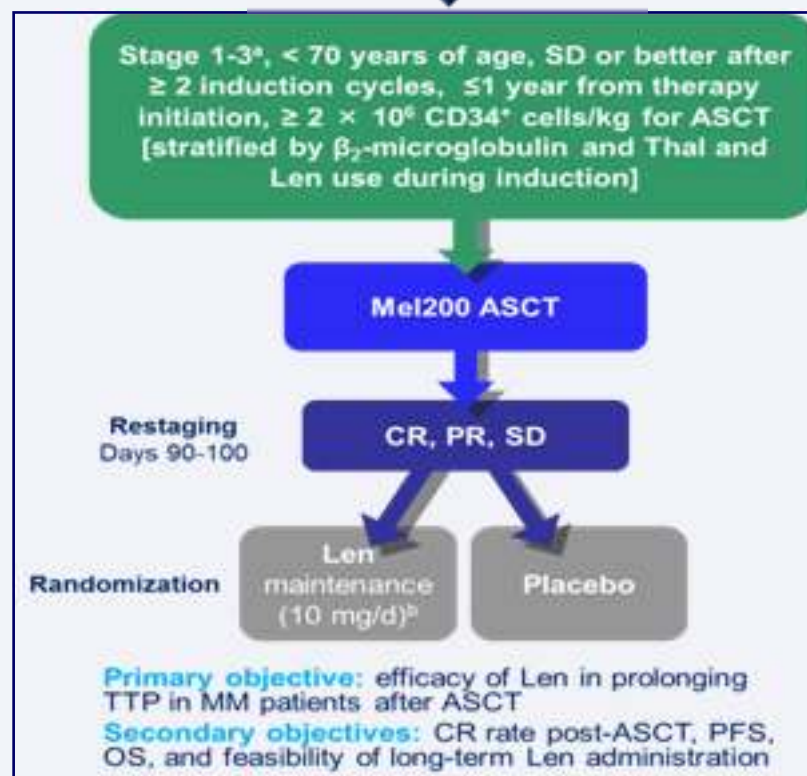 Stage 1-3ᵃ, < 70 years of age, SD or better after
≥ 2 induction cycles, ≤1 year from therapy
initiation, ≥ 2 × 10⁶ CD34⁺ cells/kg for ASCT
[stratified by β₂-microglobulin and Thal and
Len use during induction]
Mel200 ASCT
Restaging
Days 90-100
CR, PR, SD
Randomization
Len
maintenance
(10 mg/d)ᵇ
Placebo
Primary objective: efficacy of Len in prolonging
TTP in MM patients after ASCT
Secondary objectives: CR rate post-ASCT, PFS,
OS, and feasibility of long-term Len administration